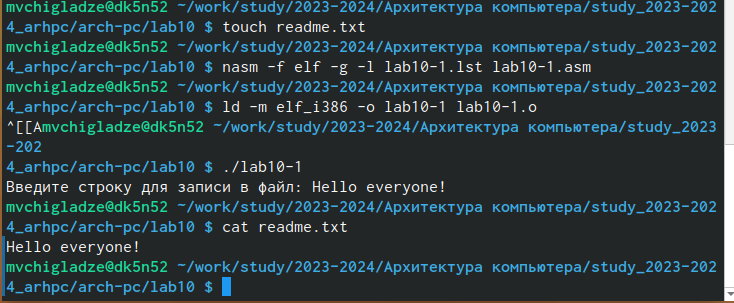 mvchigladze@dk5n52 ~/work/study/2023-2024/Архитектура компьютера/study_2023-202
4_arhpc/arch-pc/lab10 $ touch readme.txt
mvchigladze@dk5n52 ~/work/study/2023-2024/Архитектура компьютера/study_2023-202
4_arhpc/arch-pc/lab10 $ nasm -f elf -g -l lab10-1.lst lab10-1.asm
mvchigladze@dk5n52 ~/work/study/2023-2024/Архитектура компьютера/study_2023-202
4_arhpc/arch-pc/lab10 $ ld -m elf_i386 -o lab10-1 lab10-1.o
^[[Amvchigladze@dk5n52 ~/work/study/2023-2024/Архитектура компьютера/study_2023
-202
4_arhpc/arch-pc/lab10 $ ./lab10-1
Введите строку для записи в файл: Hello everyone!
mvchigladze@dk5n52 ~/work/study/2023-2024/Архитектура компьютера/study_2023-202
4_arhpc/arch-pc/lab10 $ cat readme.txt
Hello everyone!
mvchigladze@dk5n52 ~/work/study/2023-2024/Архитектура компьютера/study_2023-202
4_arhpc/arch-pc/lab10 $